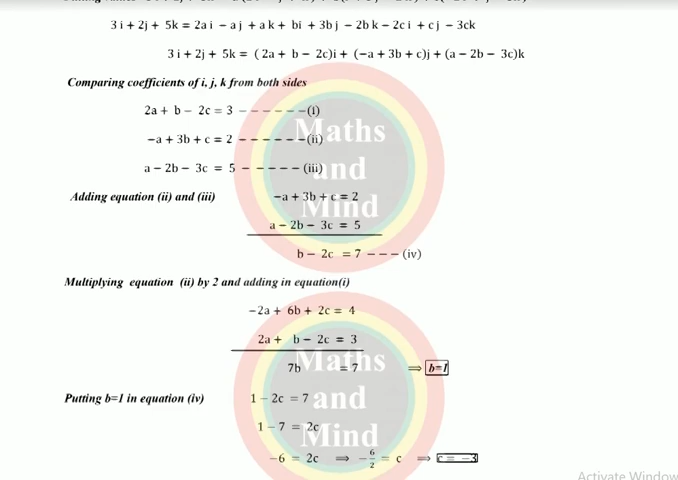 3 i + 2j + 5k = 2a i − a j + a k + bi + 3b j − 2b k − 2c i + c j − 3ck
3 i + 2j + 5k = ( 2a + b − 2c)i + (−a + 3b + c)j + (a − 2b − 3c)k
Comparing coefficients of i, j, k from both sides
2a + b − 2c = 3 − − − − − −(i)
−a + 3b + c = 2 − − − − − −(ii)
a − 2b − 3c = 5 − − − − − (iii)
Adding equation (ii) and (iii) −a + 3b + c = 2
a − 2b − 3c = 5
b − 2c = 7 − − − (iv)
Multiplying equation (ii) by 2 and adding in equation(i)
−2a + 6b + 2c = 4
2a + b − 2c = 3
7b = 7 ⟹ b=1
Putting b=1 in equation (iv) 1 − 2c = 7
1 − 7 = 2c
−6 = 2c ⟹ −6/2 = c ⟹ c = −3
Maths
and
Mind
Maths
and
Mind
Activate Window